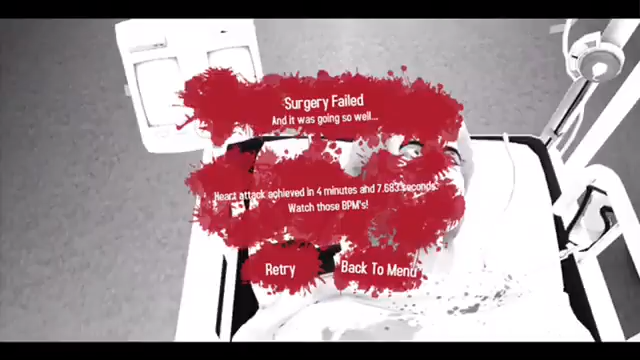 Surgery Failed
And it was going so well...
Heart attack achieved in 4 minutes and 7.683 seconds.
Watch those BPM's!
Retry
Back To Menu